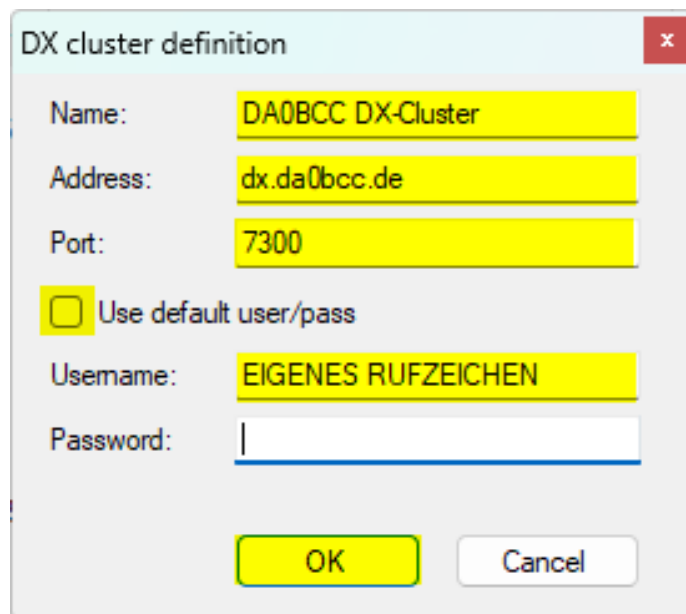 DX cluster definition x
Name: DA0BCC DX-Cluster
Address: dx.da0bcc.de
Port: 7300
Use default user/pass
Username: EIGENES RUFZEICHEN
Password:
OK Cancel